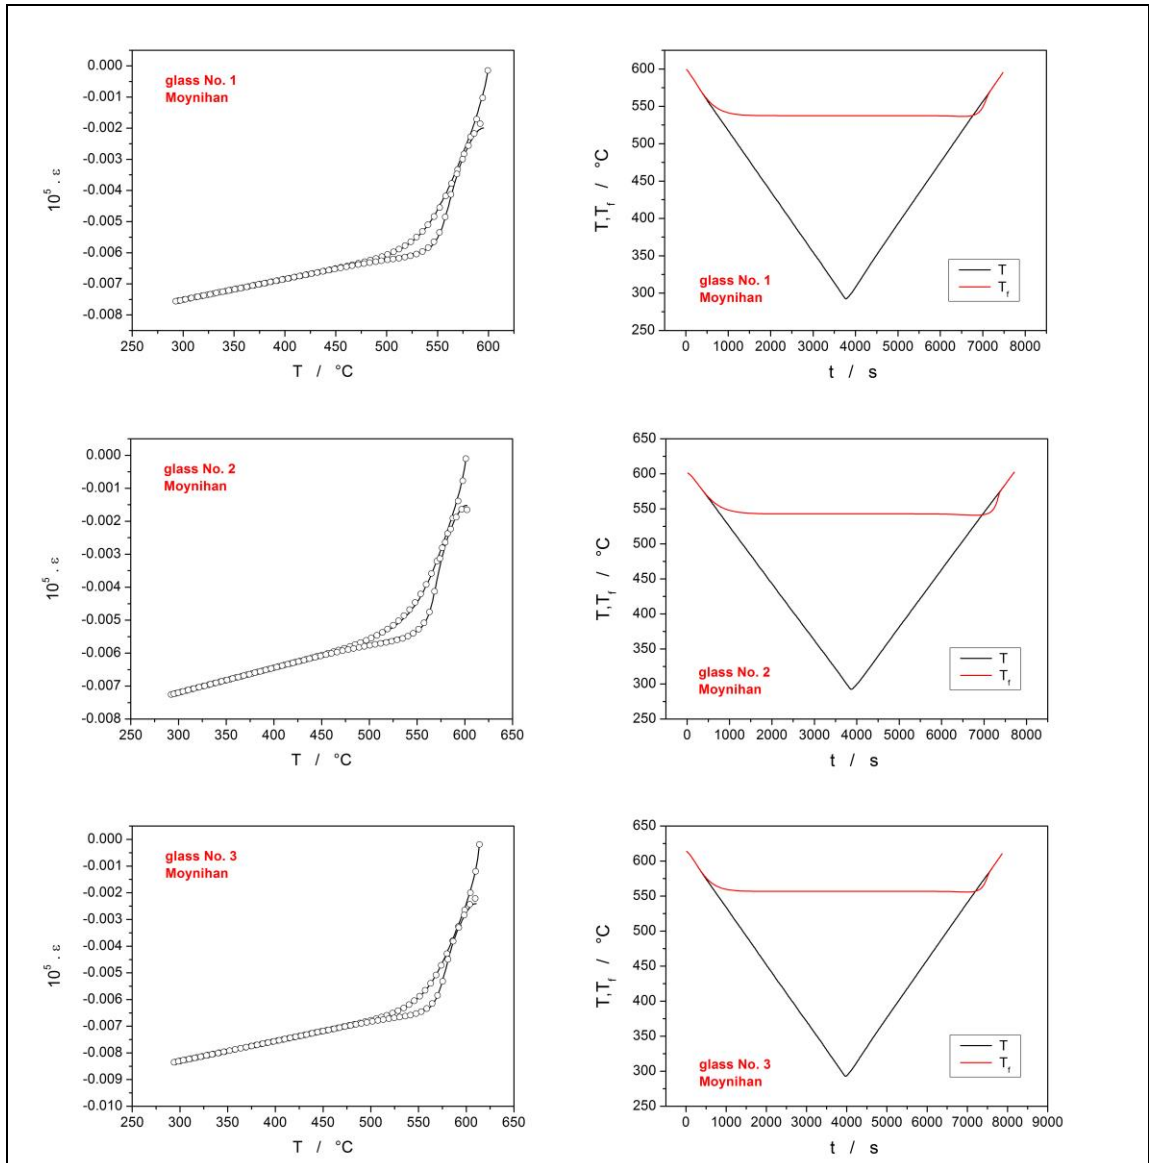 0.000
-0.001
-0.002
-0.003
-0.004
-0.005
-0.006
-0.007
-0.008
10⁵ . ε
glass No. 1
Moynihan
250 300 350 400 450 500 550 600
T / °C
600
550
500
450
400
350
300
250
T,T_f / °C
glass No. 1
Moynihan
T
T_f
0 1000 2000 3000 4000 5000 6000 7000 8000
t / s
0.000
-0.001
-0.002
-0.003
-0.004
-0.005
-0.006
-0.007
-0.008
10⁵ . ε
glass No. 2
Moynihan
250 300 350 400 450 500 550 600 650
T / °C
650
600
550
500
450
400
350
300
250
T,T_f / °C
glass No. 2
Moynihan
T
T_f
0 1000 2000 3000 4000 5000 6000 7000 8000
t / s
0.000
-0.001
-0.002
-0.003
-0.004
-0.005
-0.006
-0.007
-0.008
-0.009
-0.010
10⁵ . ε
glass No. 3
Moynihan
250 300 350 400 450 500 550 600 650
T / °C
650
600
550
500
450
400
350
300
250
T,T_f / °C
glass No. 3
Moynihan
T
T_f
0 1000 2000 3000 4000 5000 6000 7000 8000 9000
t / s